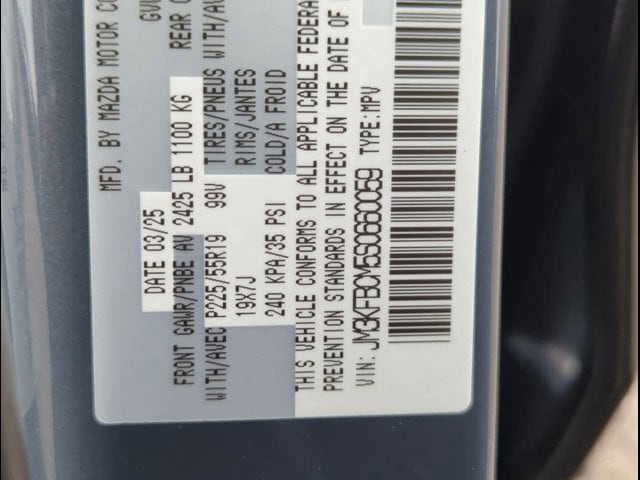 MFD. BY MAZDA MOTOR CO
DATE 03/25 GVW
FRONT GAWR/PNBE AV 2425 LB 1100 KG REAR
WITH/AVEC P225/55R19 99V TIRES/PNEUS WITH/AV
19X7J RIMS/JANTES
240 KPA/35 PSI COLD/A FROID
THIS VEHICLE CONFORMS TO ALL APPLICABLE FEDERA
PREVENTION STANDARDS IN EFFECT ON THE DATE OF
VIN: JM3KFBCM5S0660059 TYPE:MPV